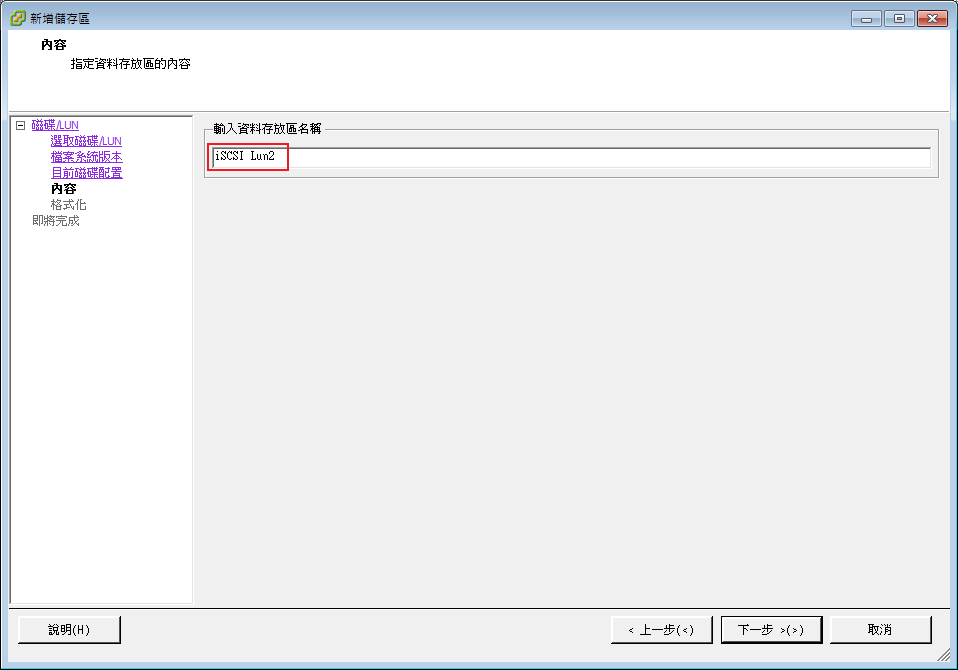 新增儲存區
內容
指定資料存放區的內容
磁碟/LUN
選取磁碟/LUN
檔案系統版本
目前磁碟配置
內容
格式化
即將完成
輸入資料存放區名稱
iSCSI Lun2
說明(H)
< 上一步(<)
下一步 >(>)
取消